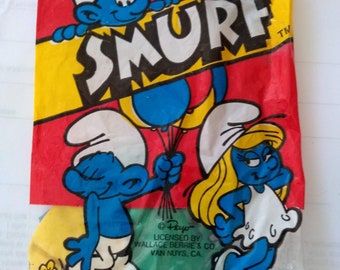 SMURF
TM
© Peyo
LICENSED BY
WALLACE BERRIE & CO
VAN NUYS, CA.